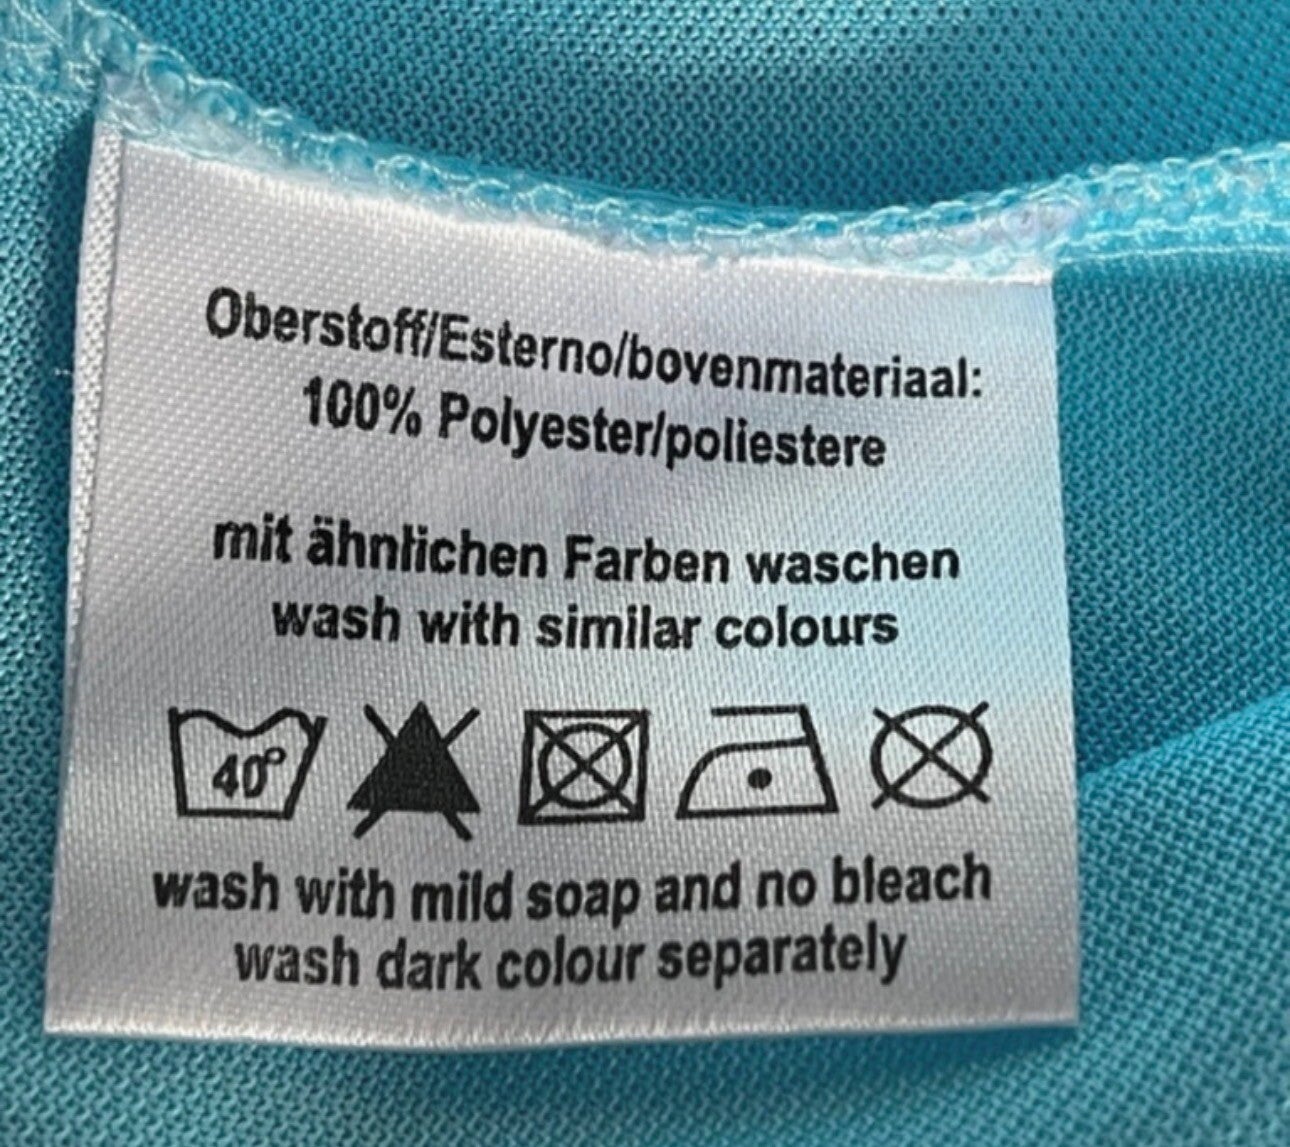 Oberstoff/Esterno/bovenmateriaal:
100% Polyester/poliestere
mit ähnlichen Farben waschen
wash with similar colours
40°
wash with mild soap and no bleach
wash dark colour separately